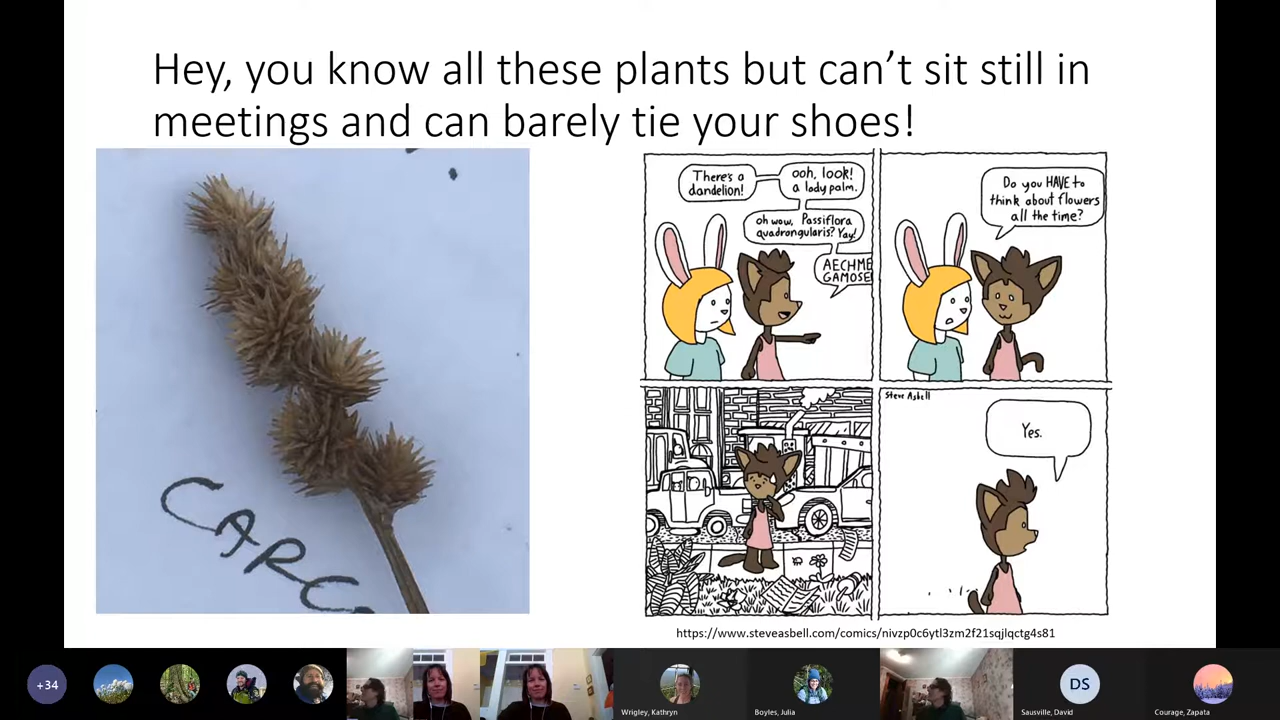 Hey, you know all these plants but can’t sit still in
meetings and can barely tie your shoes!
CARC
There's a
dandelion!
ooh, look!
a lady palm.
oh wow, Passiflora
quadrangularis? Yay!
AECHME
GAMOSE
Do you HAVE to
think about flowers
all the time?
Steve Asbell
Yes.
https://www.steveasbell.com/comics/nivzp0c6ytl3zm2f21sqjlqctg4s81
+34
Wrigley, Kathryn
Boyles, Julia
DS
Sausville, David
Courage, Zapata